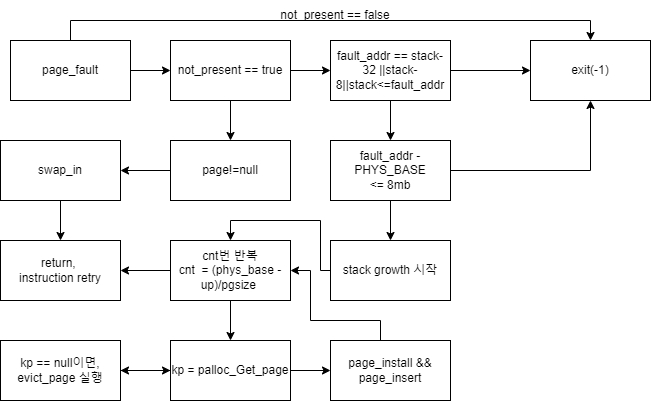 not_present == false
page_fault
not_present == true
fault_addr == stack-
32 ||stack-
8||stack<=fault_addr
exit(-1)
swap_in
page!=null
fault_addr -
PHYS_BASE
<= 8mb
return,
instruction retry
cnt번 반복
cnt = (phys_base -
up)/pgsize
stack growth 시작
kp == null이면,
evict_page 실행
kp = palloc_Get_page
page_install &&
page_insert